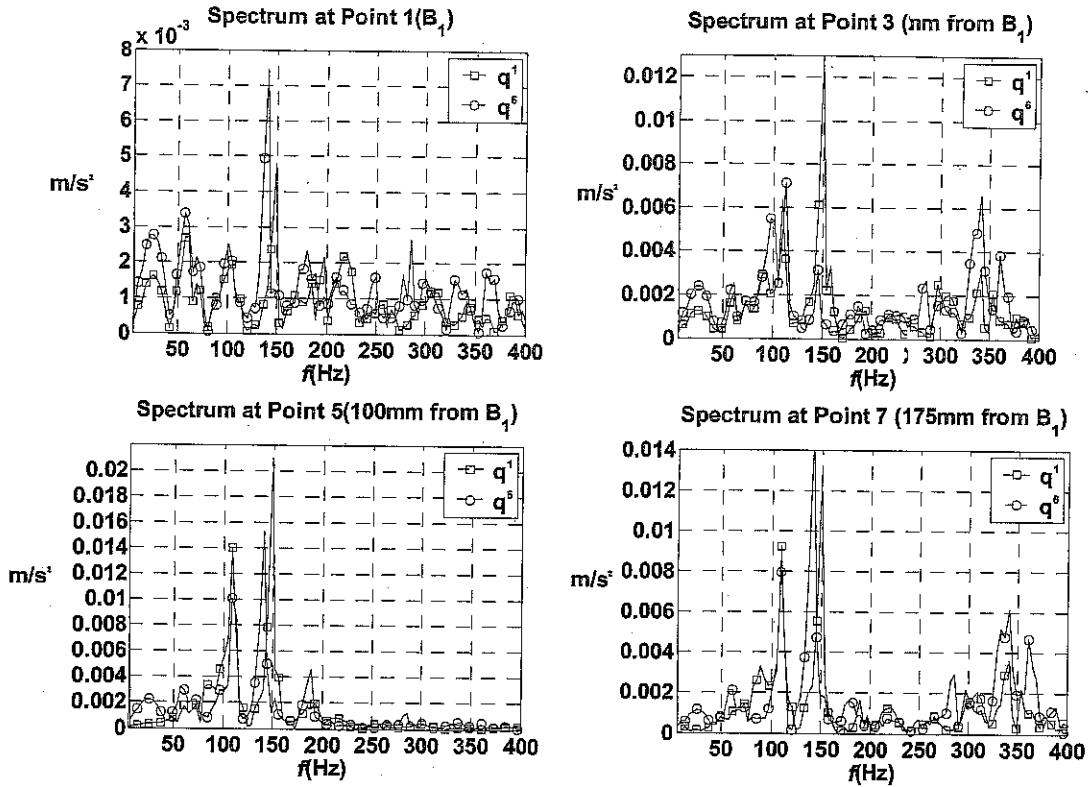 Spectrum at Point 1(B₁)
x 10⁻³
8
7
6
5
4
3
2
1
0
m/s²
q¹
q⁶
50 100 150 200 250 300 350 400
f(Hz)
Spectrum at Point 3 (nm from B₁)
0.012
0.01
0.008
0.006
0.004
0.002
0
m/s²
q¹
q⁶
50 100 150 200 250 300 350 400
f(Hz)
Spectrum at Point 5(100mm from B₁)
0.02
0.018
0.016
0.014
0.012
0.01
0.008
0.006
0.004
0.002
0
m/s²
q¹
q⁶
50 100 150 200 250 300 350 400
f(Hz)
Spectrum at Point 7 (175mm from B₁)
0.014
0.012
0.01
0.008
0.006
0.004
0.002
0
m/s²
q¹
q⁶
50 100 150 200 250 300 350 400
f(Hz)